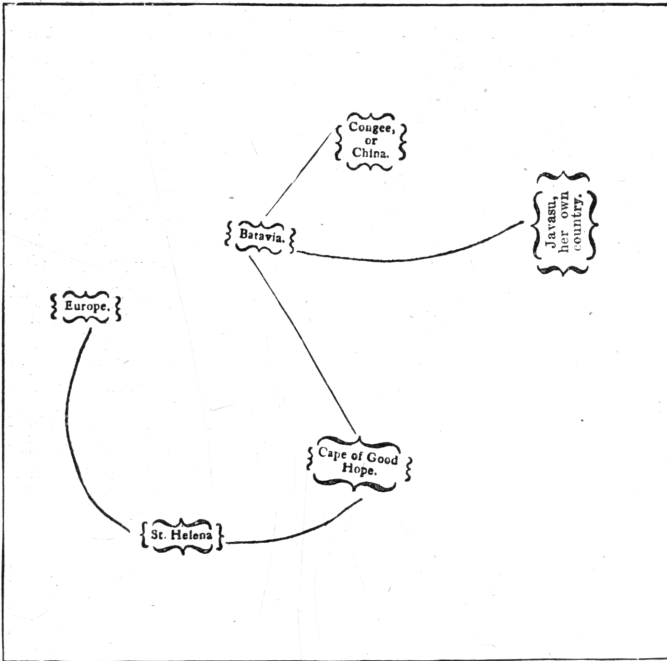 Congee,
or
China.
Javasu,
her own
country.
Batavia.
Europe.
Cape of Good
Hope.
St. Helena